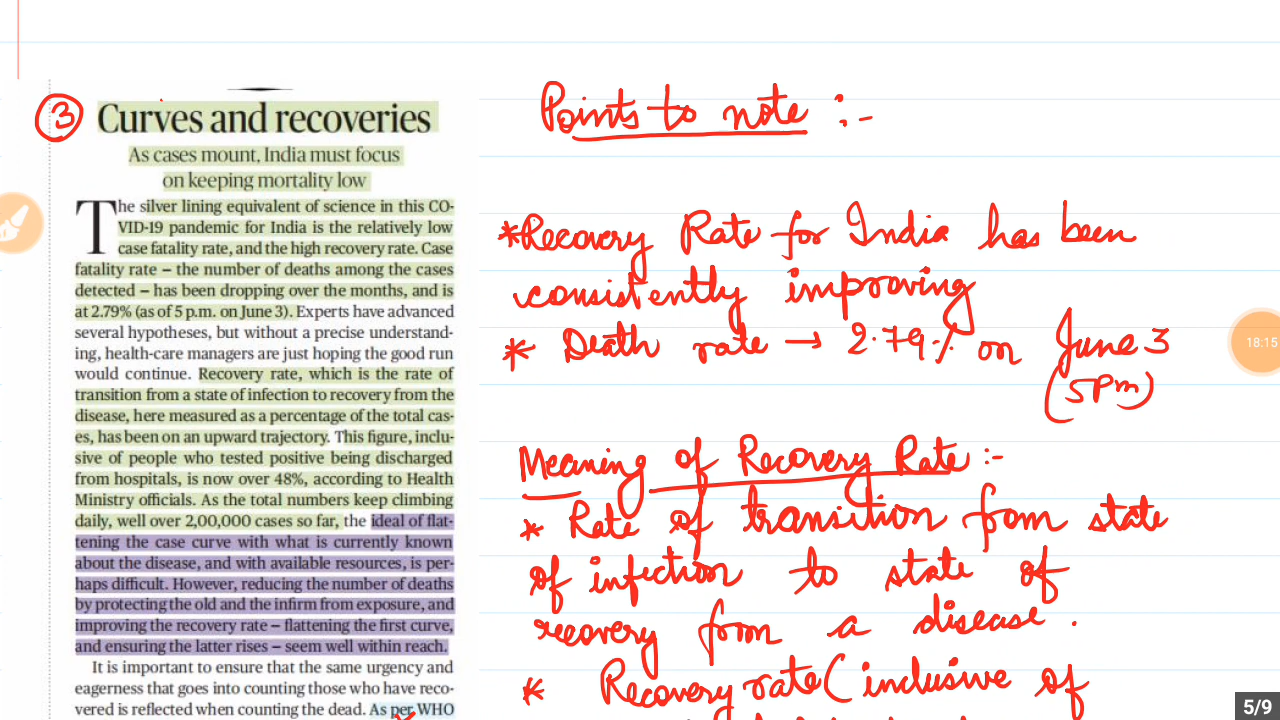 3
Curves and recoveries
As cases mount, India must focus
on keeping mortality low
The silver lining equivalent of science in this CO-
VID-19 pandemic for India is the relatively low
case fatality rate, and the high recovery rate. Case
fatality rate – the number of deaths among the cases
detected – has been dropping over the months, and is
at 2.79% (as of 5 p.m. on June 3). Experts have advanced
several hypotheses, but without a precise understand-
ing, health-care managers are just hoping the good run
would continue. Recovery rate, which is the rate of
transition from a state of infection to recovery from the
disease, here measured as a percentage of the total cas-
es, has been on an upward trajectory. This figure, inclu-
sive of people who tested positive being discharged
from hospitals, is now over 48%, according to Health
Ministry officials. As the total numbers keep climbing
daily, well over 2,00,000 cases so far, the ideal of flat-
tening the case curve with what is currently known
about the disease, and with available resources, is per-
haps difficult. However, reducing the number of deaths
by protecting the old and the infirm from exposure, and
improving the recovery rate – flattening the first curve,
and ensuring the latter rises – seem well within reach.
It is important to ensure that the same urgency and
eagerness that goes into counting those who have reco-
vered is reflected when counting the dead. As per WHO
Points to note :-
*Recovery Rate for India has been
consistently improving
* Death rate → 2.79% on June 3
(5Pm)
Meaning of Recovery Rate :-
* Rate of transition from state
of infection to state of
recovery from a disease.
* Recovery rate (inclusive of
18:15
5/9